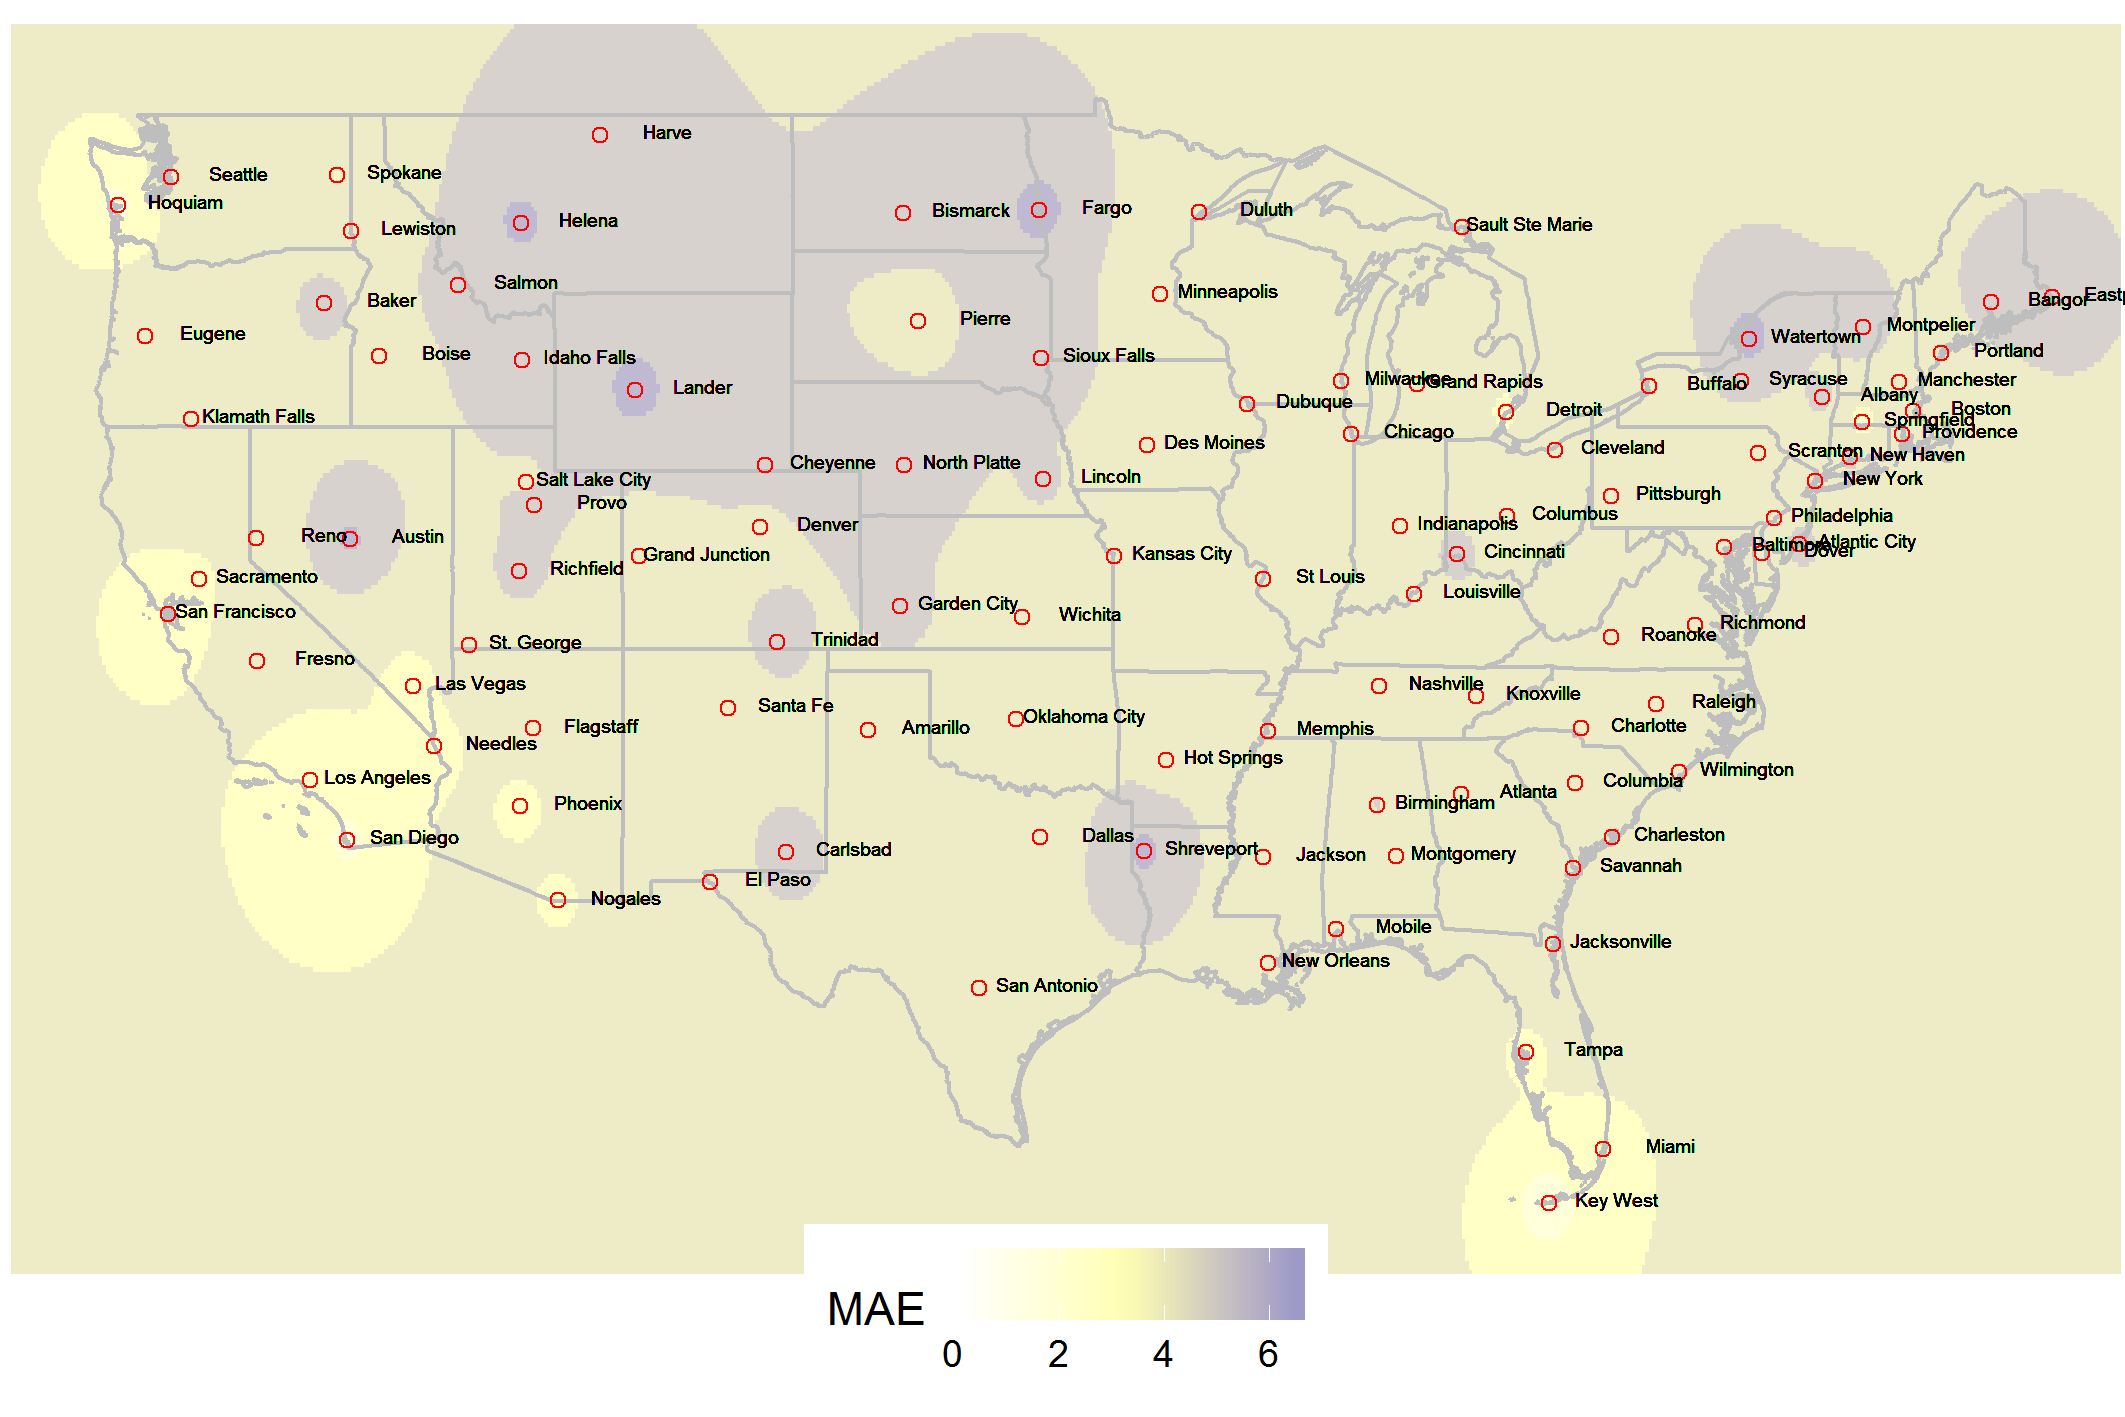 Harve
Seattle
Spokane
Hoquiam
Lewiston
Helena
Bismarck
Fargo
Duluth
Sault Ste Marie
Salmon
Baker
Minneapolis
Bangor
Eugene
Boise
Idaho Falls
Pierre
Sioux Falls
Watertown
Montpelier
Portland
Lander
Milwaukee
Grand Rapids
Buffalo
Syracuse
Manchester
Klamath Falls
Dubuque
Detroit
Albany
Boston
Springfield
Providence
Chicago
Des Moines
Cleveland
Scranton
New Haven
Salt Lake City
Cheyenne
North Platte
Lincoln
New York
Provo
Pittsburgh
Denver
Indianapolis
Columbus
Philadelphia
Reno
Austin
Baltimore
Atlantic City
Dover
Grand Junction
Kansas City
Cincinnati
Richfield
Sacramento
St Louis
Louisville
San Francisco
Garden City
Wichita
Richmond
Roanoke
St. George
Trinidad
Fresno
Las Vegas
Nashville
Knoxville
Raleigh
Santa Fe
Oklahoma City
Flagstaff
Amarillo
Memphis
Charlotte
Needles
Hot Springs
Wilmington
Los Angeles
Columbia
Atlanta
Phoenix
Birmingham
San Diego
Dallas
Charleston
Carlsbad
Shreveport
Jackson
Montgomery
Savannah
El Paso
Nogales
Mobile
Jacksonville
New Orleans
San Antonio
Tampa
Miami
Key West
MAE
0 2 4 6